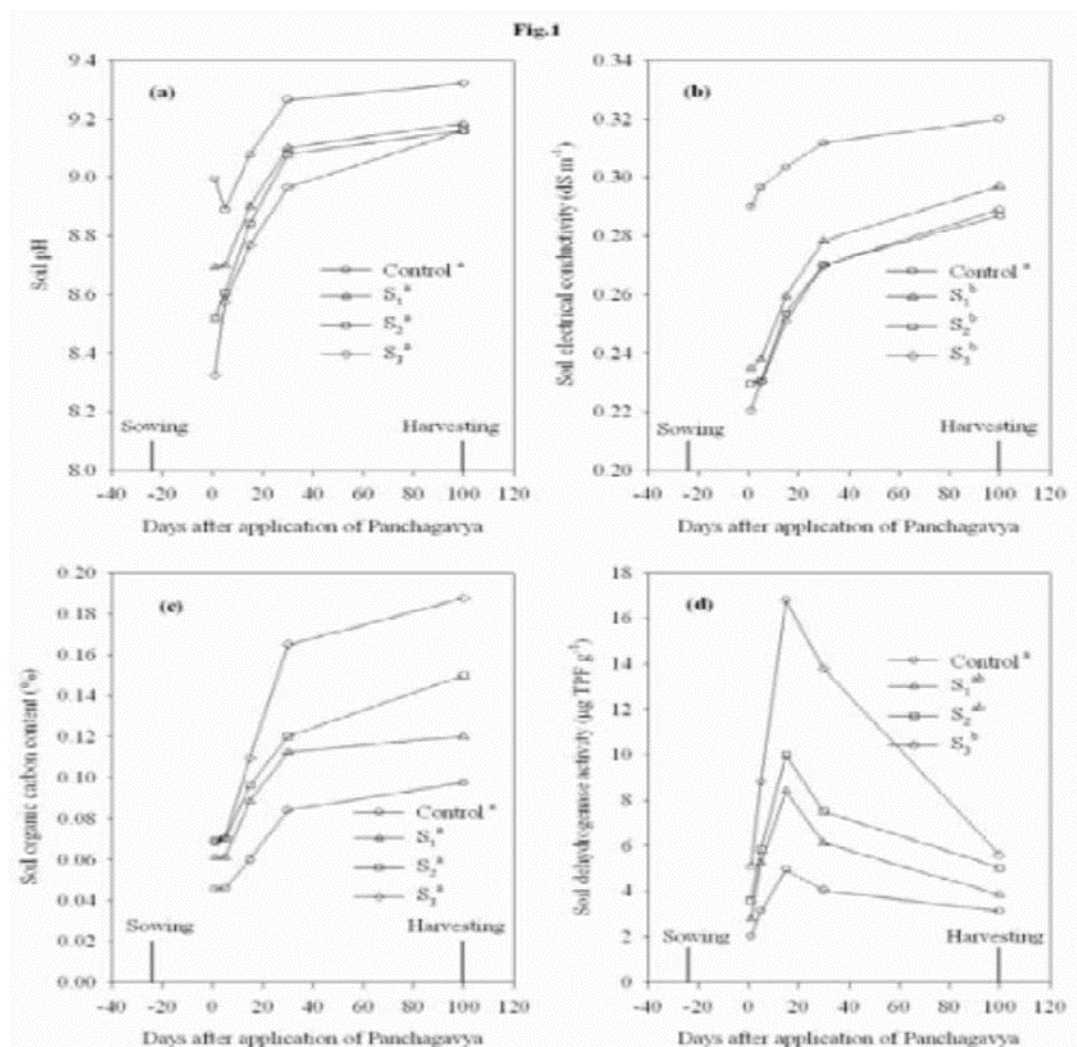 Fig.1
(a)
Soil pH
9.4
9.2
9.0
8.8
8.6
8.4
8.2
8.0
Control ᵃ
S₁ᵃ
S₂ᵃ
S₃ᵃ
Sowing
Harvesting
-40 -20 0 20 40 60 80 100 120
Days after application of Panchagavya
(b)
Soil electrical conductivity (dS m⁻¹)
0.34
0.32
0.30
0.28
0.26
0.24
0.22
0.20
Control ᵃ
S₁ᵇ
S₂ᵇ
S₃ᵇ
Sowing
Harvesting
-40 -20 0 20 40 60 80 100 120
Days after application of Panchagavya
(c)
Soil organic carbon content (%)
0.20
0.18
0.16
0.14
0.12
0.10
0.08
0.06
0.04
0.02
0.00
Control ᵃ
S₁ᵃ
S₂ᵃ
S₃ᵃ
Sowing
Harvesting
-40 -20 0 20 40 60 80 100 120
Days after application of Panchagavya
(d)
Soil dehydrogenase activity (µg TPF g⁻¹)
18
16
14
12
10
8
6
4
2
0
Control ᵃ
S₁ᵃᵇ
S₂ᵃᵇ
S₃ᵇ
Sowing
Harvesting
-40 -20 0 20 40 60 80 100 120
Days after application of Panchagavya